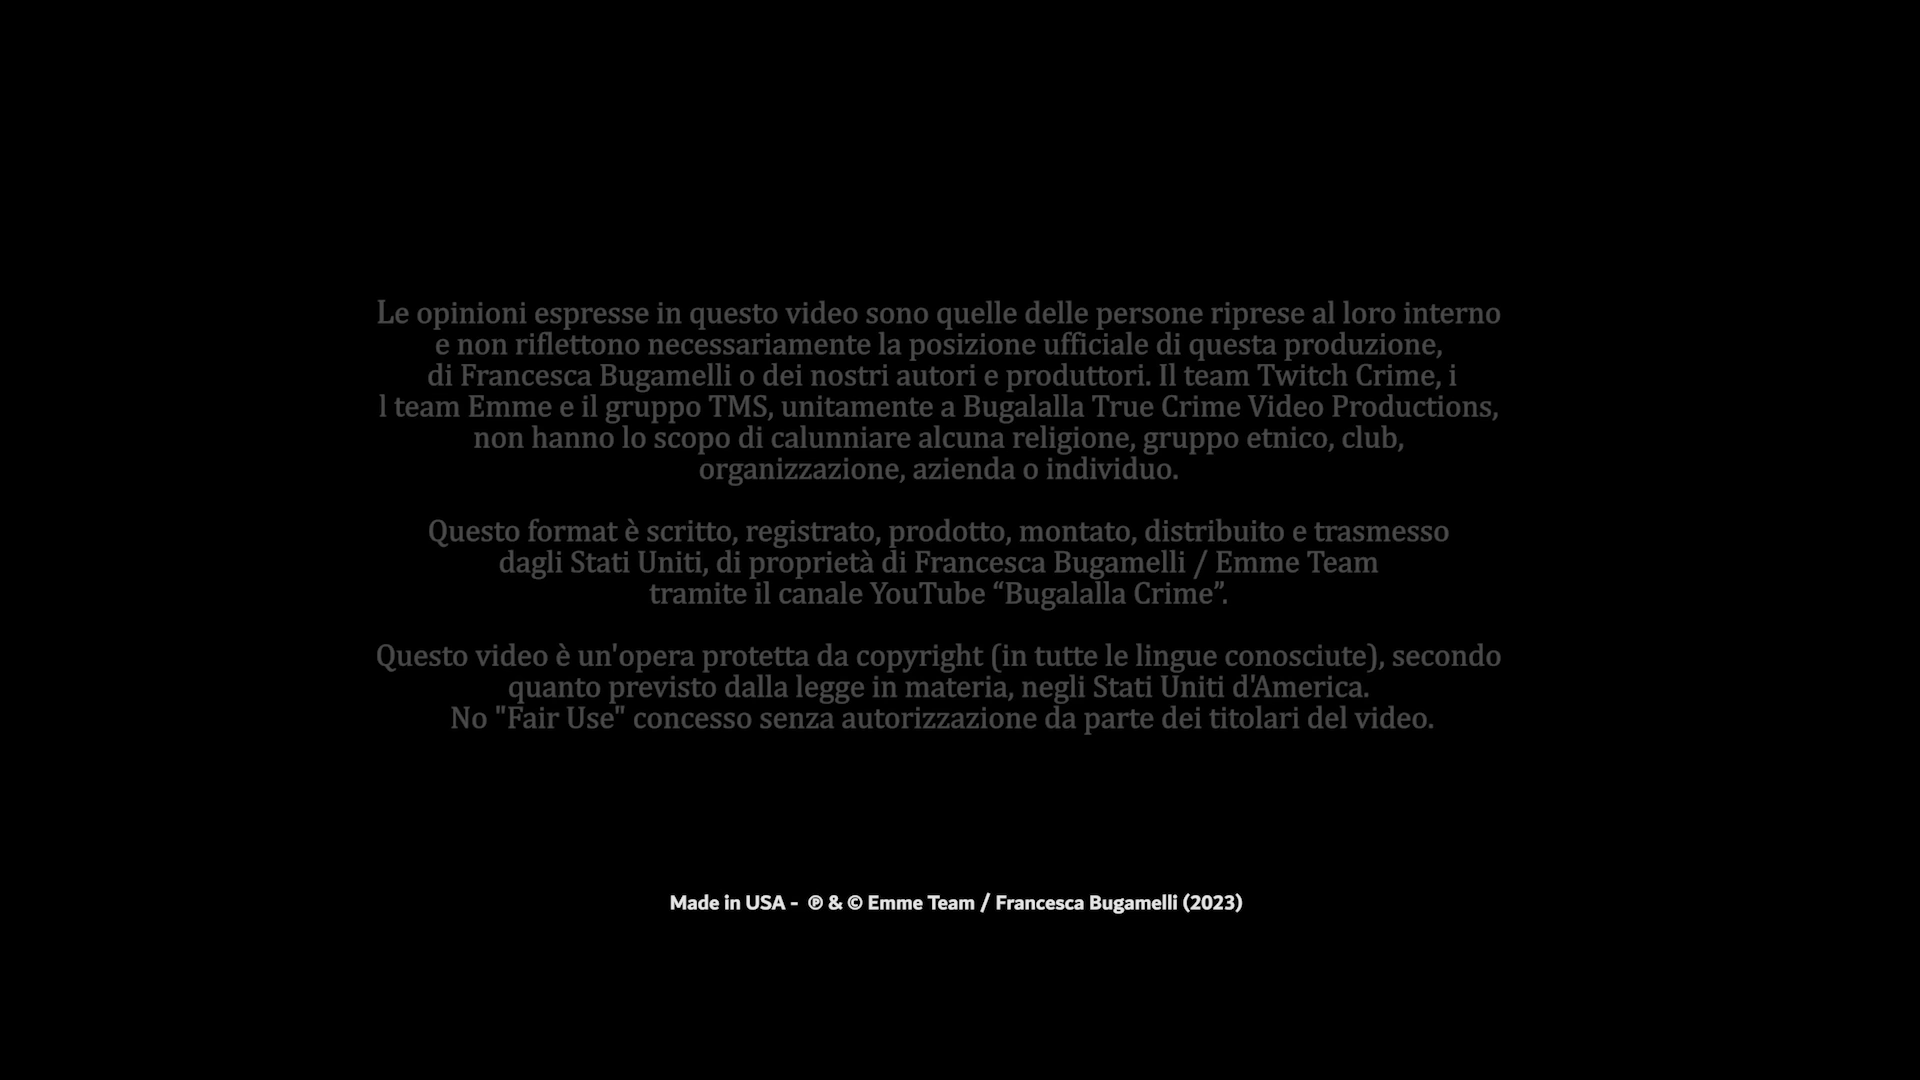 Le opinioni espresse in questo video sono quelle delle persone riprese al loro interno
e non riflettono necessariamente la posizione ufficiale di questa produzione,
di Francesca Bugamelli o dei nostri autori e produttori. Il team Twitch Crime, i
l team Emme e il gruppo TMS, unitamente a Bugalalla True Crime Video Productions,
non hanno lo scopo di calunniare alcuna religione, gruppo etnico, club,
organizzazione, azienda o individuo.
Questo format è scritto, registrato, prodotto, montato, distribuito e trasmesso
dagli Stati Uniti, di proprietà di Francesca Bugamelli / Emme Team
tramite il canale YouTube “Bugalalla Crime”.
Questo video è un'opera protetta da copyright (in tutte le lingue conosciute), secondo
quanto previsto dalla legge in materia, negli Stati Uniti d'America.
No "Fair Use" concesso senza autorizzazione da parte dei titolari del video.
Made in USA - ℗ & © Emme Team / Francesca Bugamelli (2023)